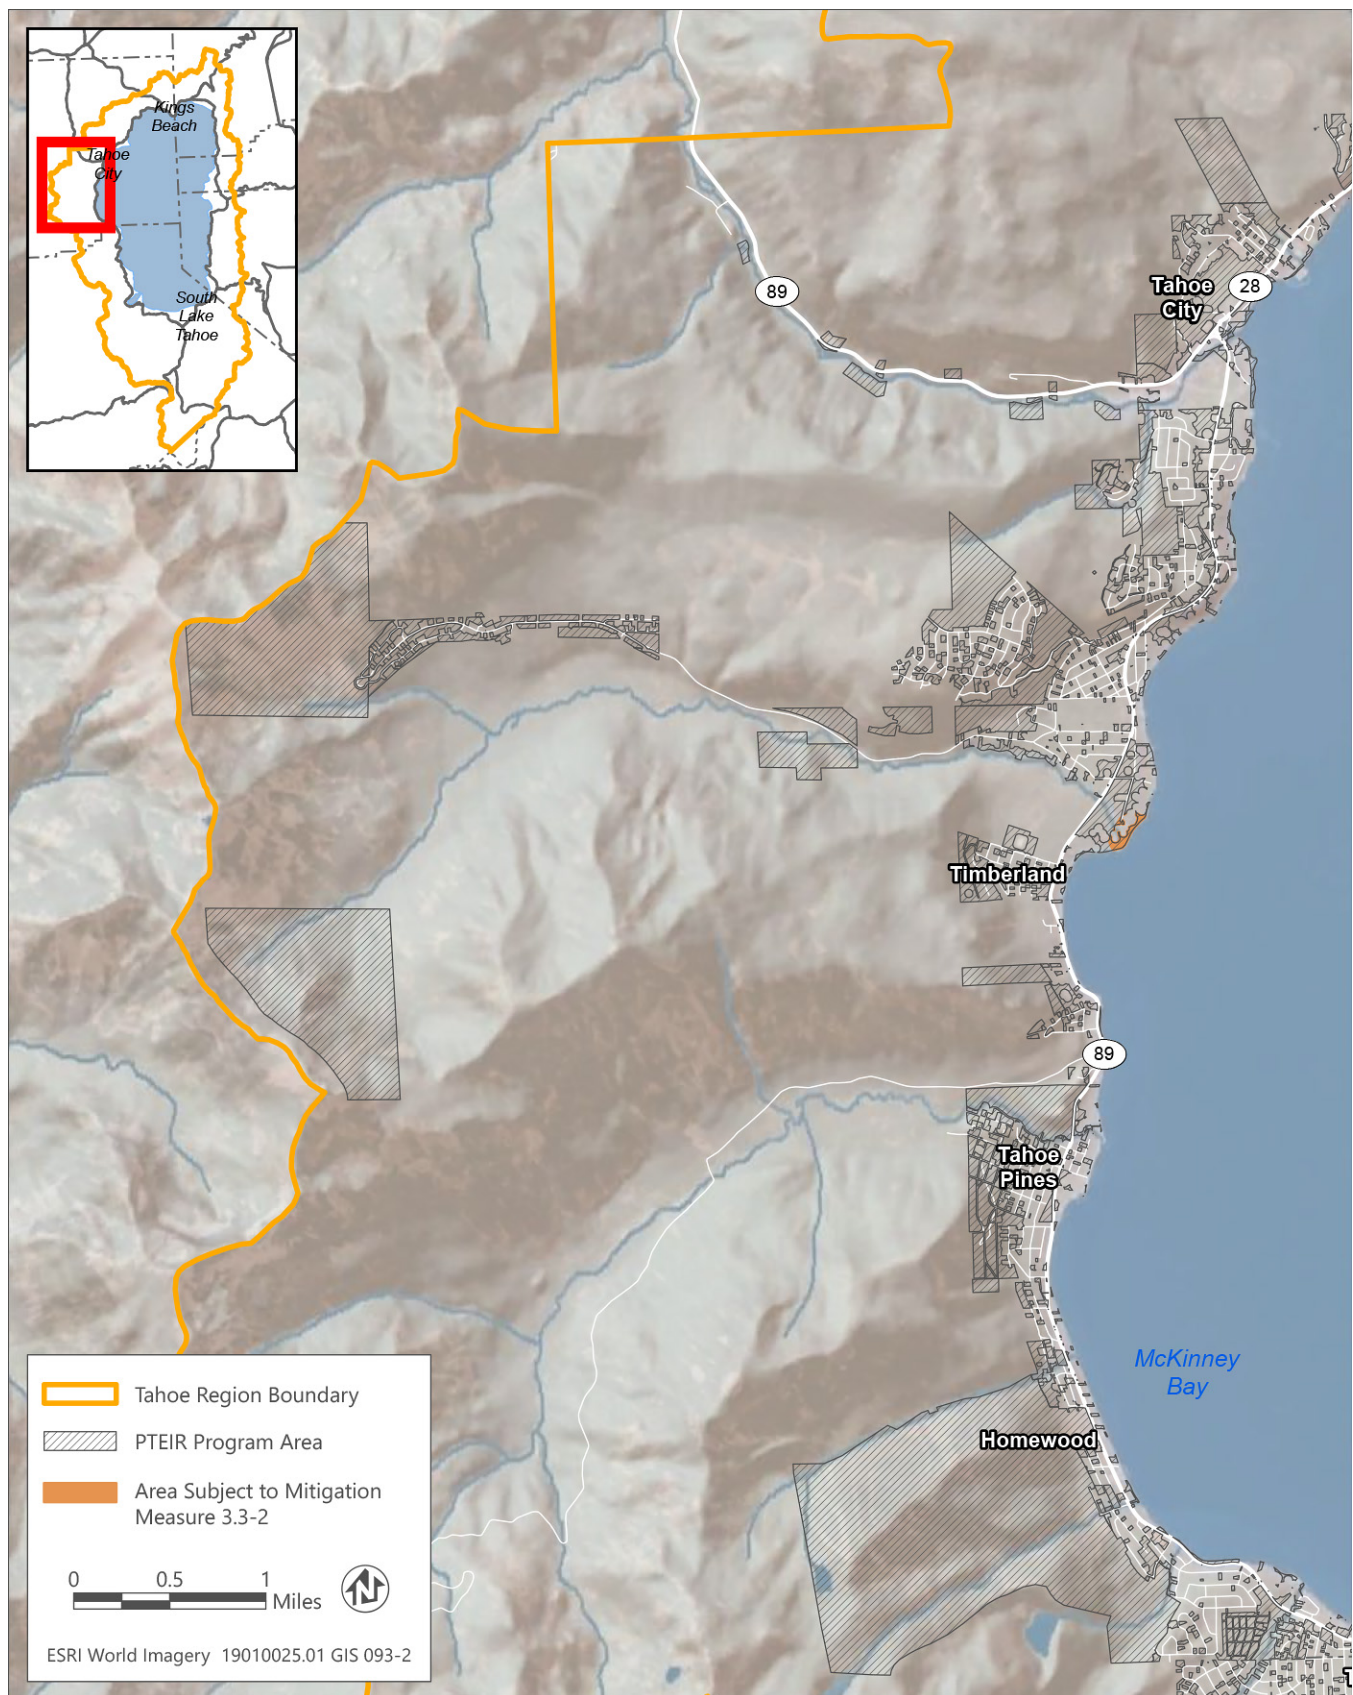 Kings
Beach
Tahoe
City
South
Lake
Tahoe
89
28
Tahoe
City
Timberland
89
Tahoe
Pines
McKinney
Bay
Homewood
T
Tahoe Region Boundary
PTEIR Program Area
Area Subject to Mitigation
Measure 3.3-2
0 0.5 1
Miles
N
ESRI World Imagery 19010025.01 GIS 093-2